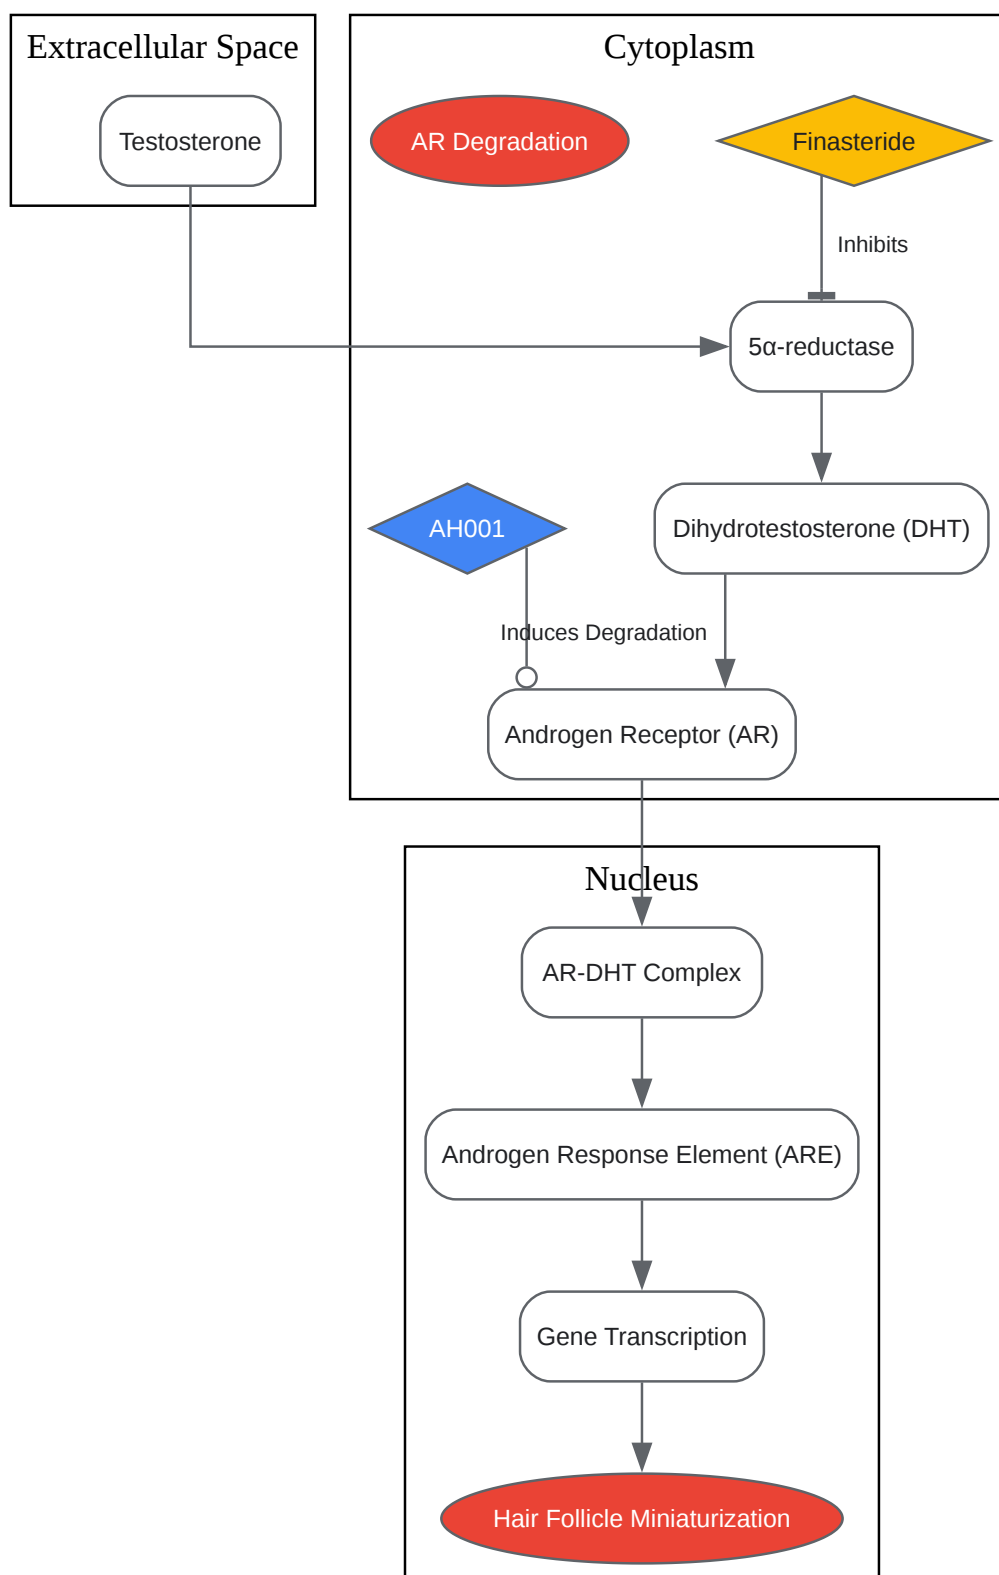 Extracellular Space
Cytoplasm
Testosterone
AR Degradation
Finasteride
Inhibits
5α-reductase
AH001
Dihydrotestosterone (DHT)
Induces Degradation
Androgen Receptor (AR)
Nucleus
AR-DHT Complex
Androgen Response Element (ARE)
Gene Transcription
Hair Follicle Miniaturization